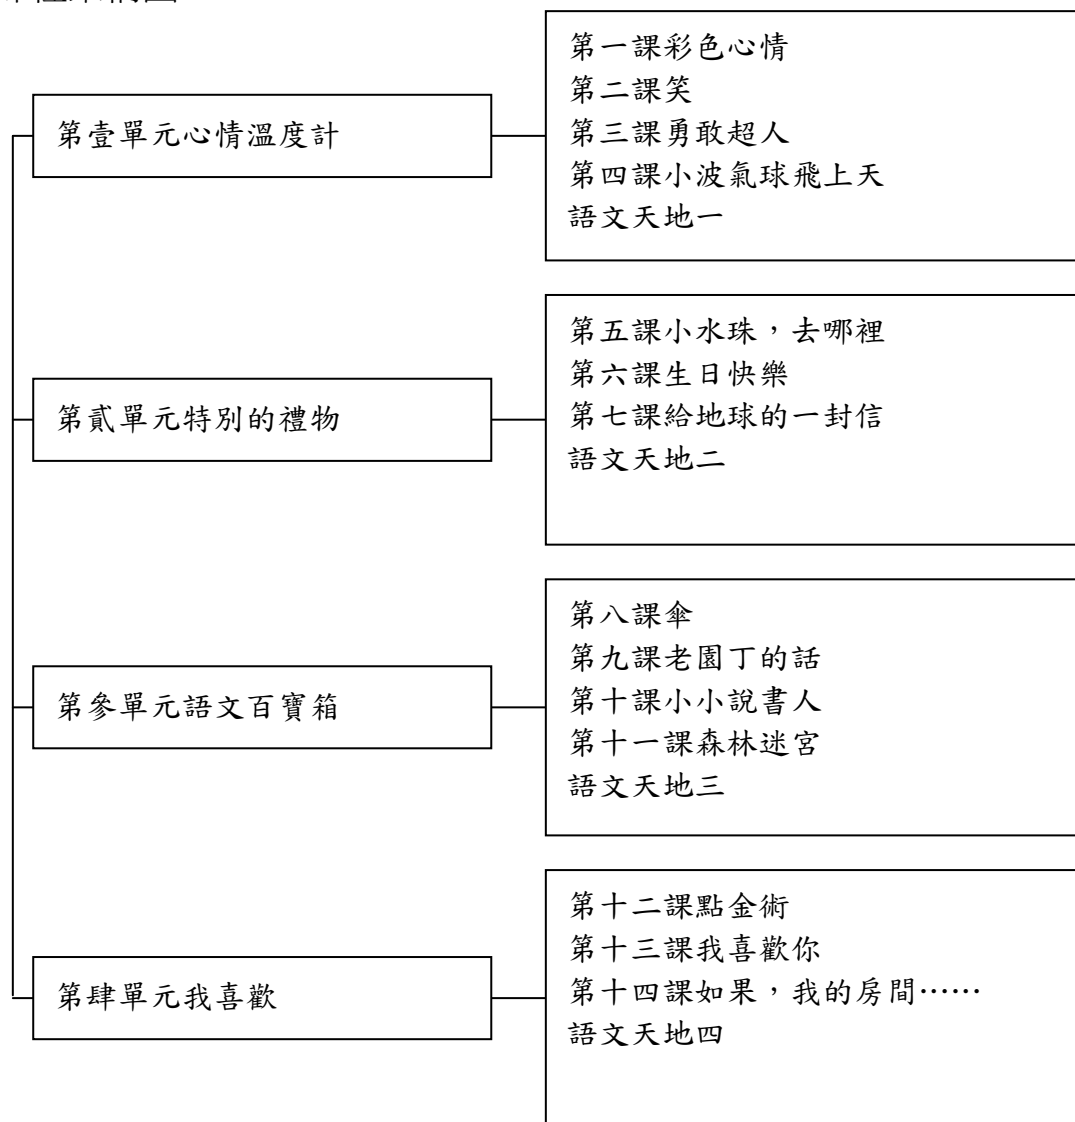 第壹單元心情溫度計
第一課彩色心情
第二課笑
第三課勇敢超人
第四課小波氣球飛上天
語文天地一
第貳單元特別的禮物
第五課小水珠，去哪裡
第六課生日快樂
第七課給地球的一封信
語文天地二
第參單元語文百寶箱
第八課傘
第九課老園丁的話
第十課小小說書人
第十一課森林迷宮
語文天地三
第肆單元我喜歡
第十二課點金術
第十三課我喜歡你
第十四課如果，我的房間……
語文天地四